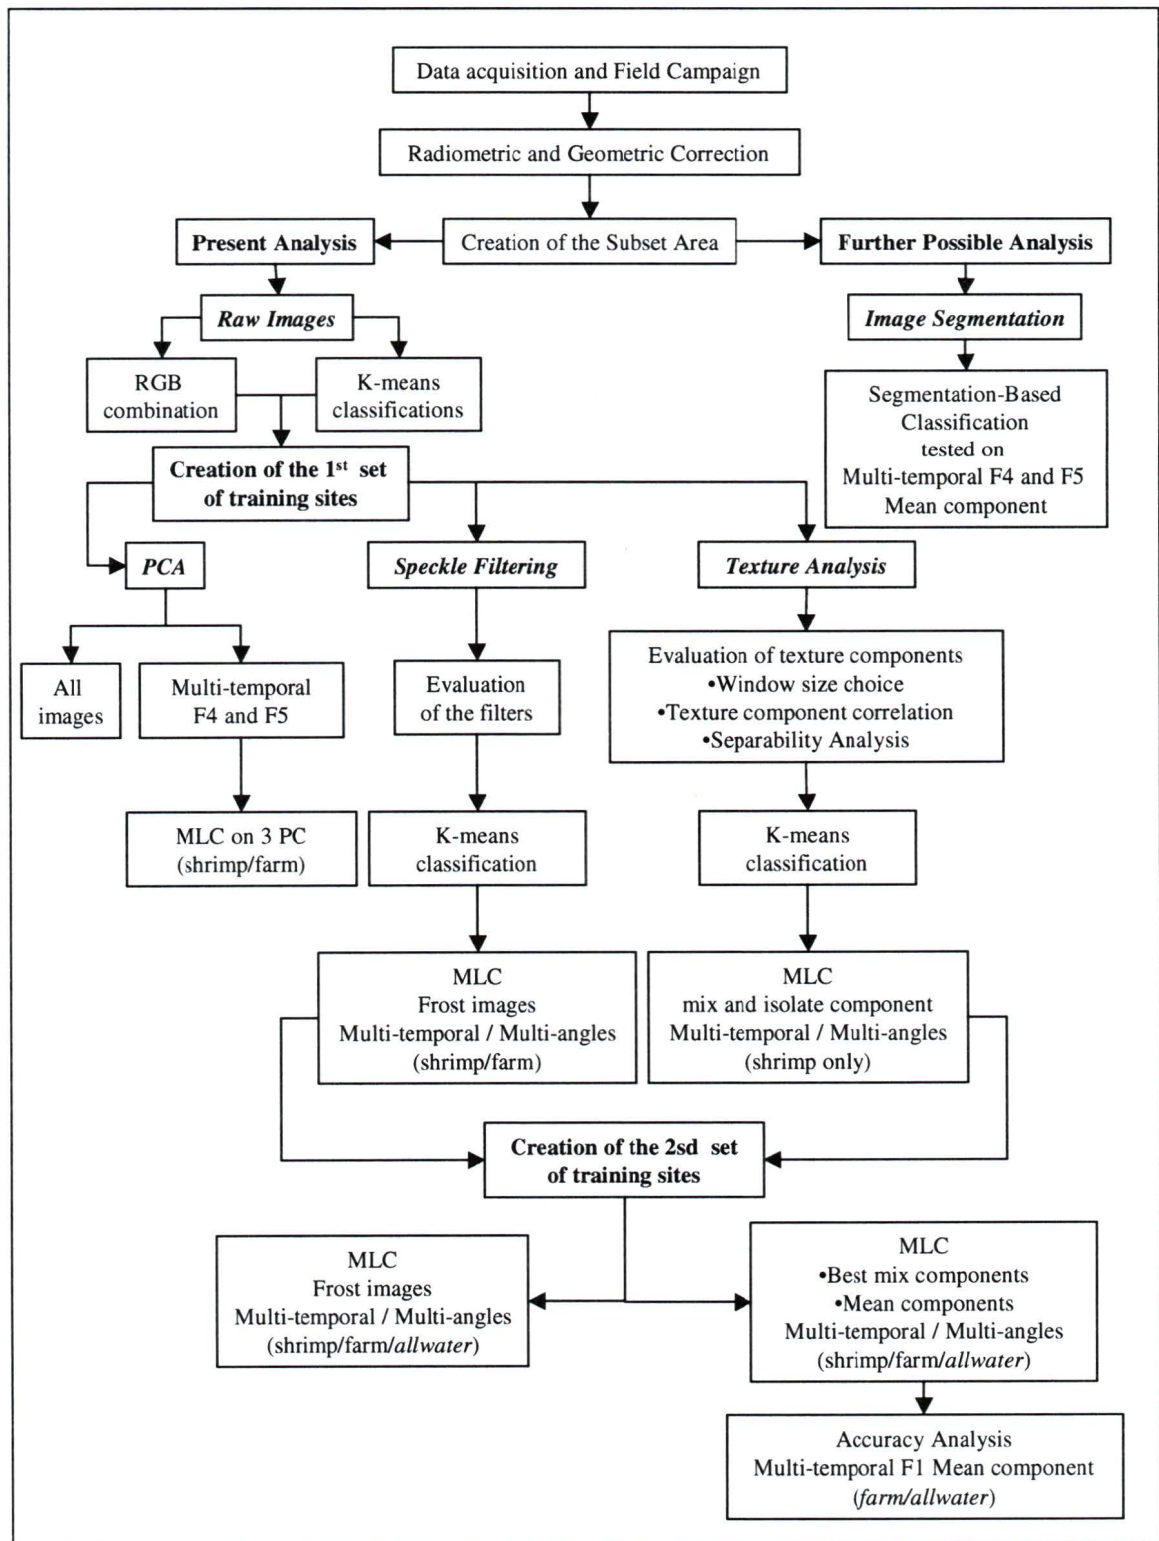 Data acquisition and Field Campaign
Radiometric and Geometric Correction
Present Analysis
Creation of the Subset Area
Further Possible Analysis
Raw Images
Image Segmentation
RGB
combination
K-means
classifications
Segmentation-Based
Classification
tested on
Multi-temporal F4 and F5
Mean component
Creation of the 1st set
of training sites
PCA
Speckle Filtering
Texture Analysis
All
images
Multi-temporal
F4 and F5
Evaluation
of the filters
Evaluation of texture components
•Window size choice
•Texture component correlation
•Separability Analysis
MLC on 3 PC
(shrimp/farm)
K-means
classification
K-means
classification
MLC
Frost images
Multi-temporal / Multi-angles
(shrimp/farm)
MLC
mix and isolate component
Multi-temporal / Multi-angles
(shrimp only)
Creation of the 2sd set
of training sites
MLC
Frost images
Multi-temporal / Multi-angles
(shrimp/farm/allwater)
MLC
•Best mix components
•Mean components
Multi-temporal / Multi-angles
(shrimp/farm/allwater)
Accuracy Analysis
Multi-temporal F1 Mean component
(farm/allwater)